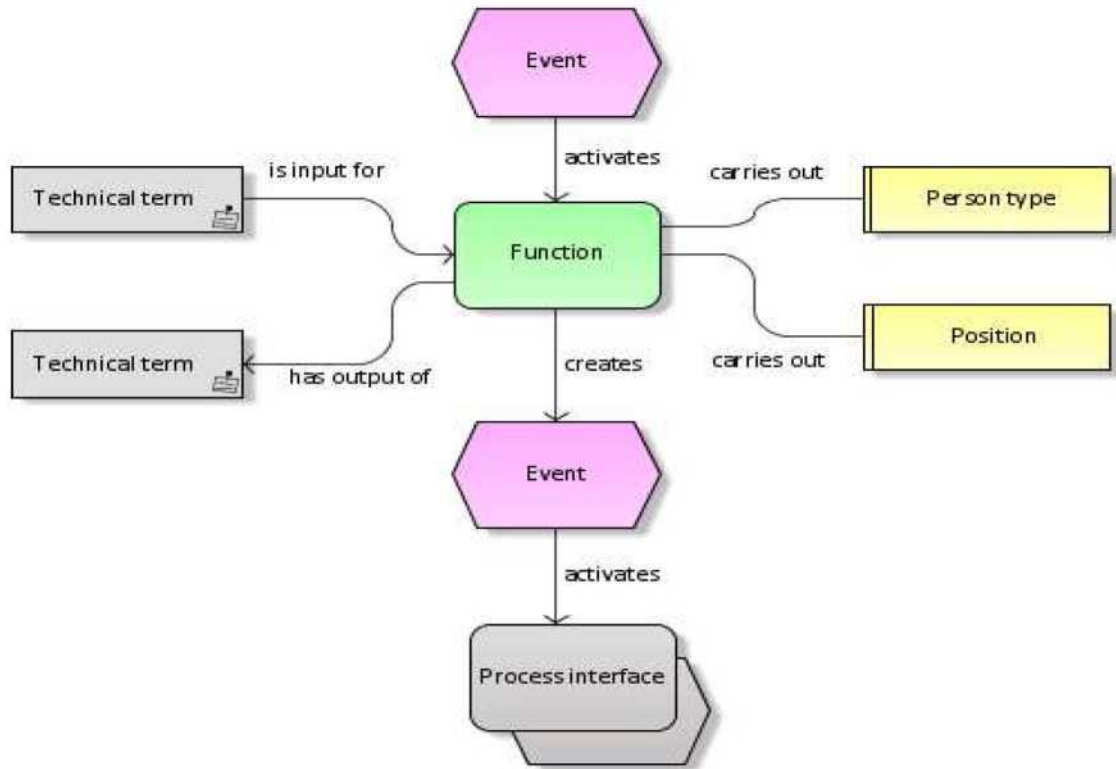 Event
activates
is input for
carries out
Technical term
Person type
Function
Technical term
has output of
creates
carries out
Position
Event
activates
Process interface